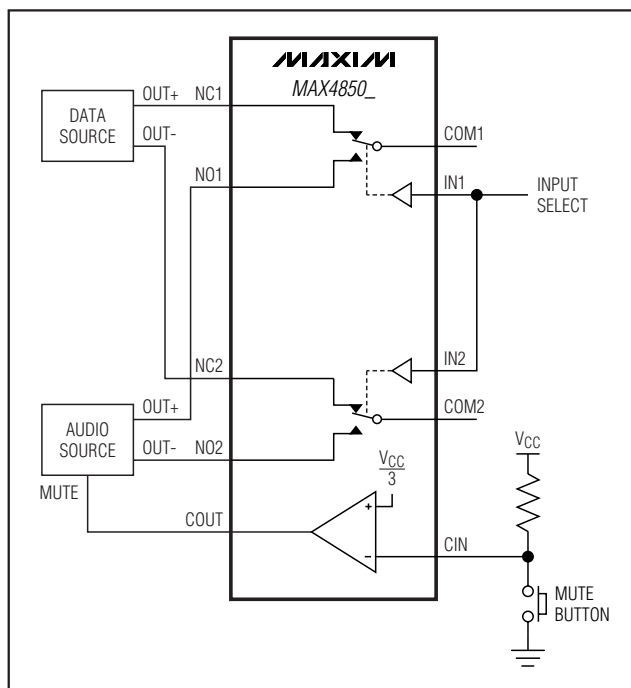 MAXIM
MAX4850_
DATA
SOURCE
OUT+
NC1
OUT-
NO1
COM1
IN1
INPUT
SELECT
NC2
IN2
COM2
AUDIO
SOURCE
OUT+
OUT-
NO2
MUTE
COUT
VCC
3
+
-
CIN
VCC
MUTE
BUTTON